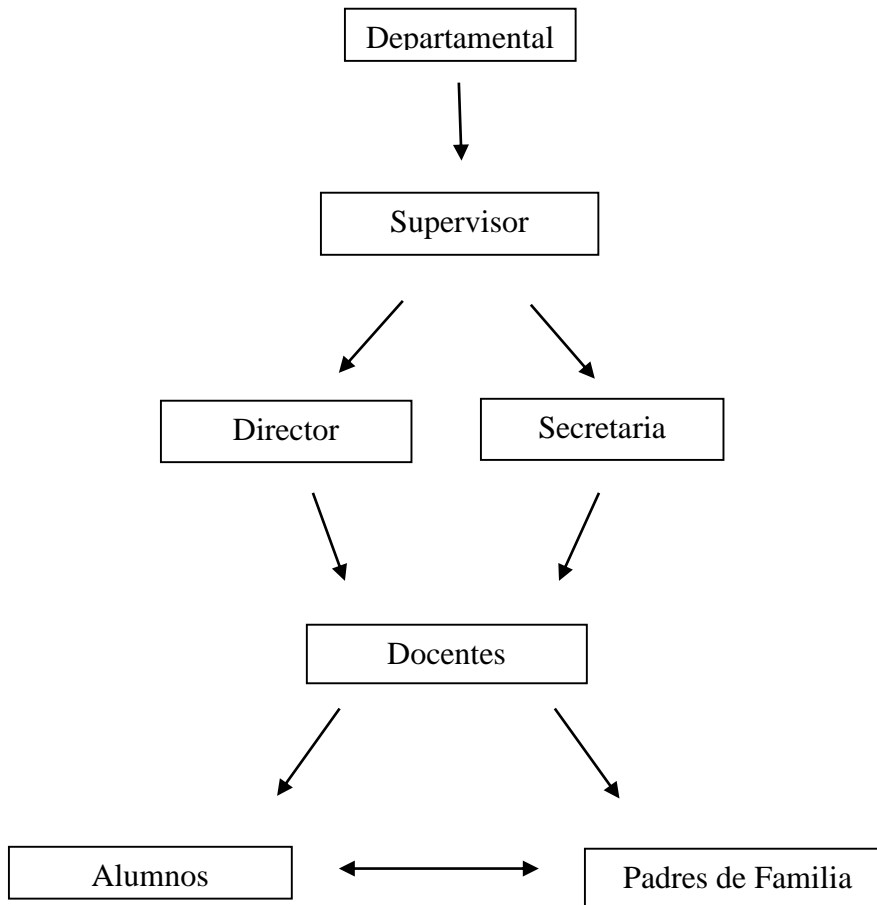 Departamental
Supervisor
Director
Secretaria
Docentes
Alumnos
Padres de Familia